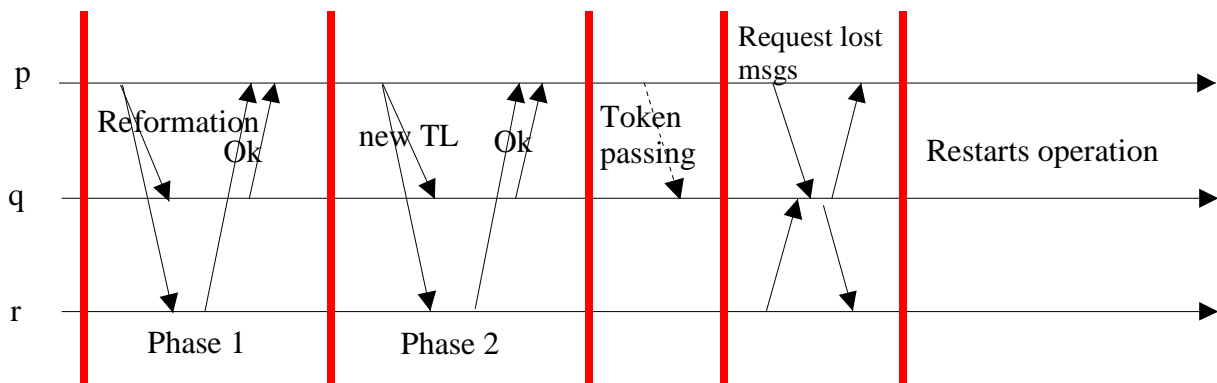 Request lost
msgs
p
Reformation
Ok
new TL
Ok
Token
passing
Restarts operation
q
r
Phase 1
Phase 2